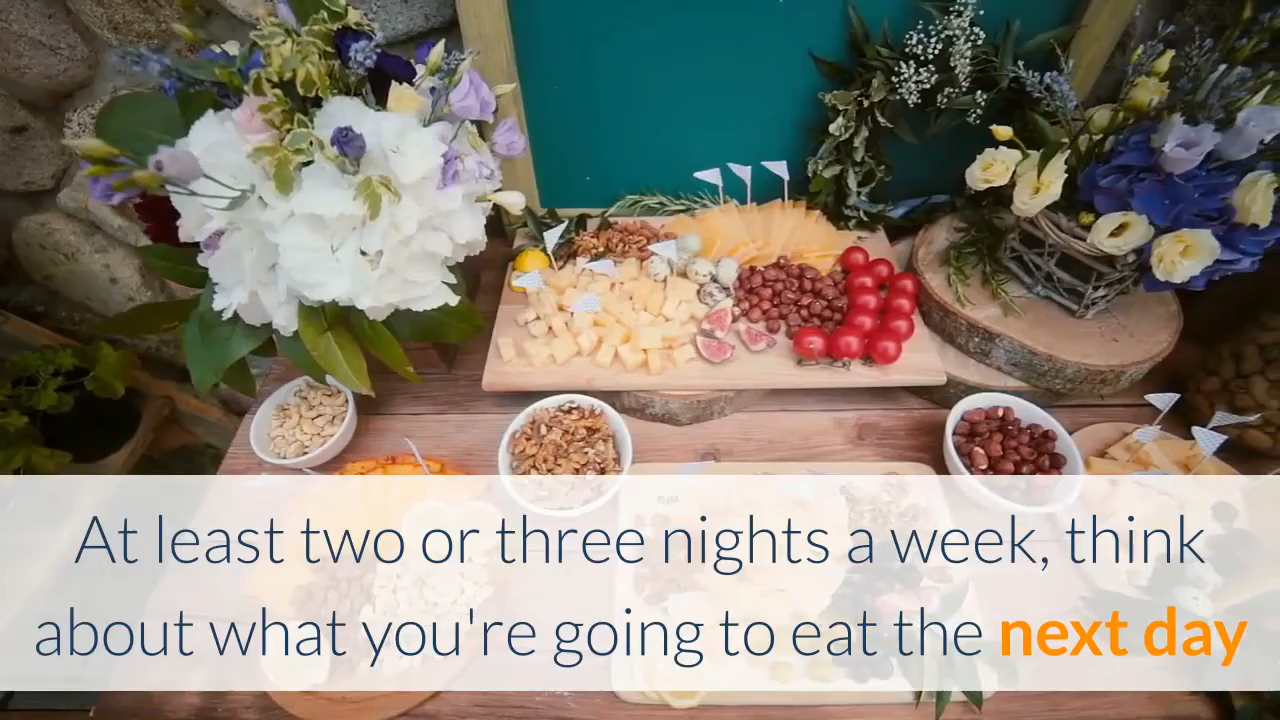 At least two or three nights a week, think
about what you're going to eat the next day